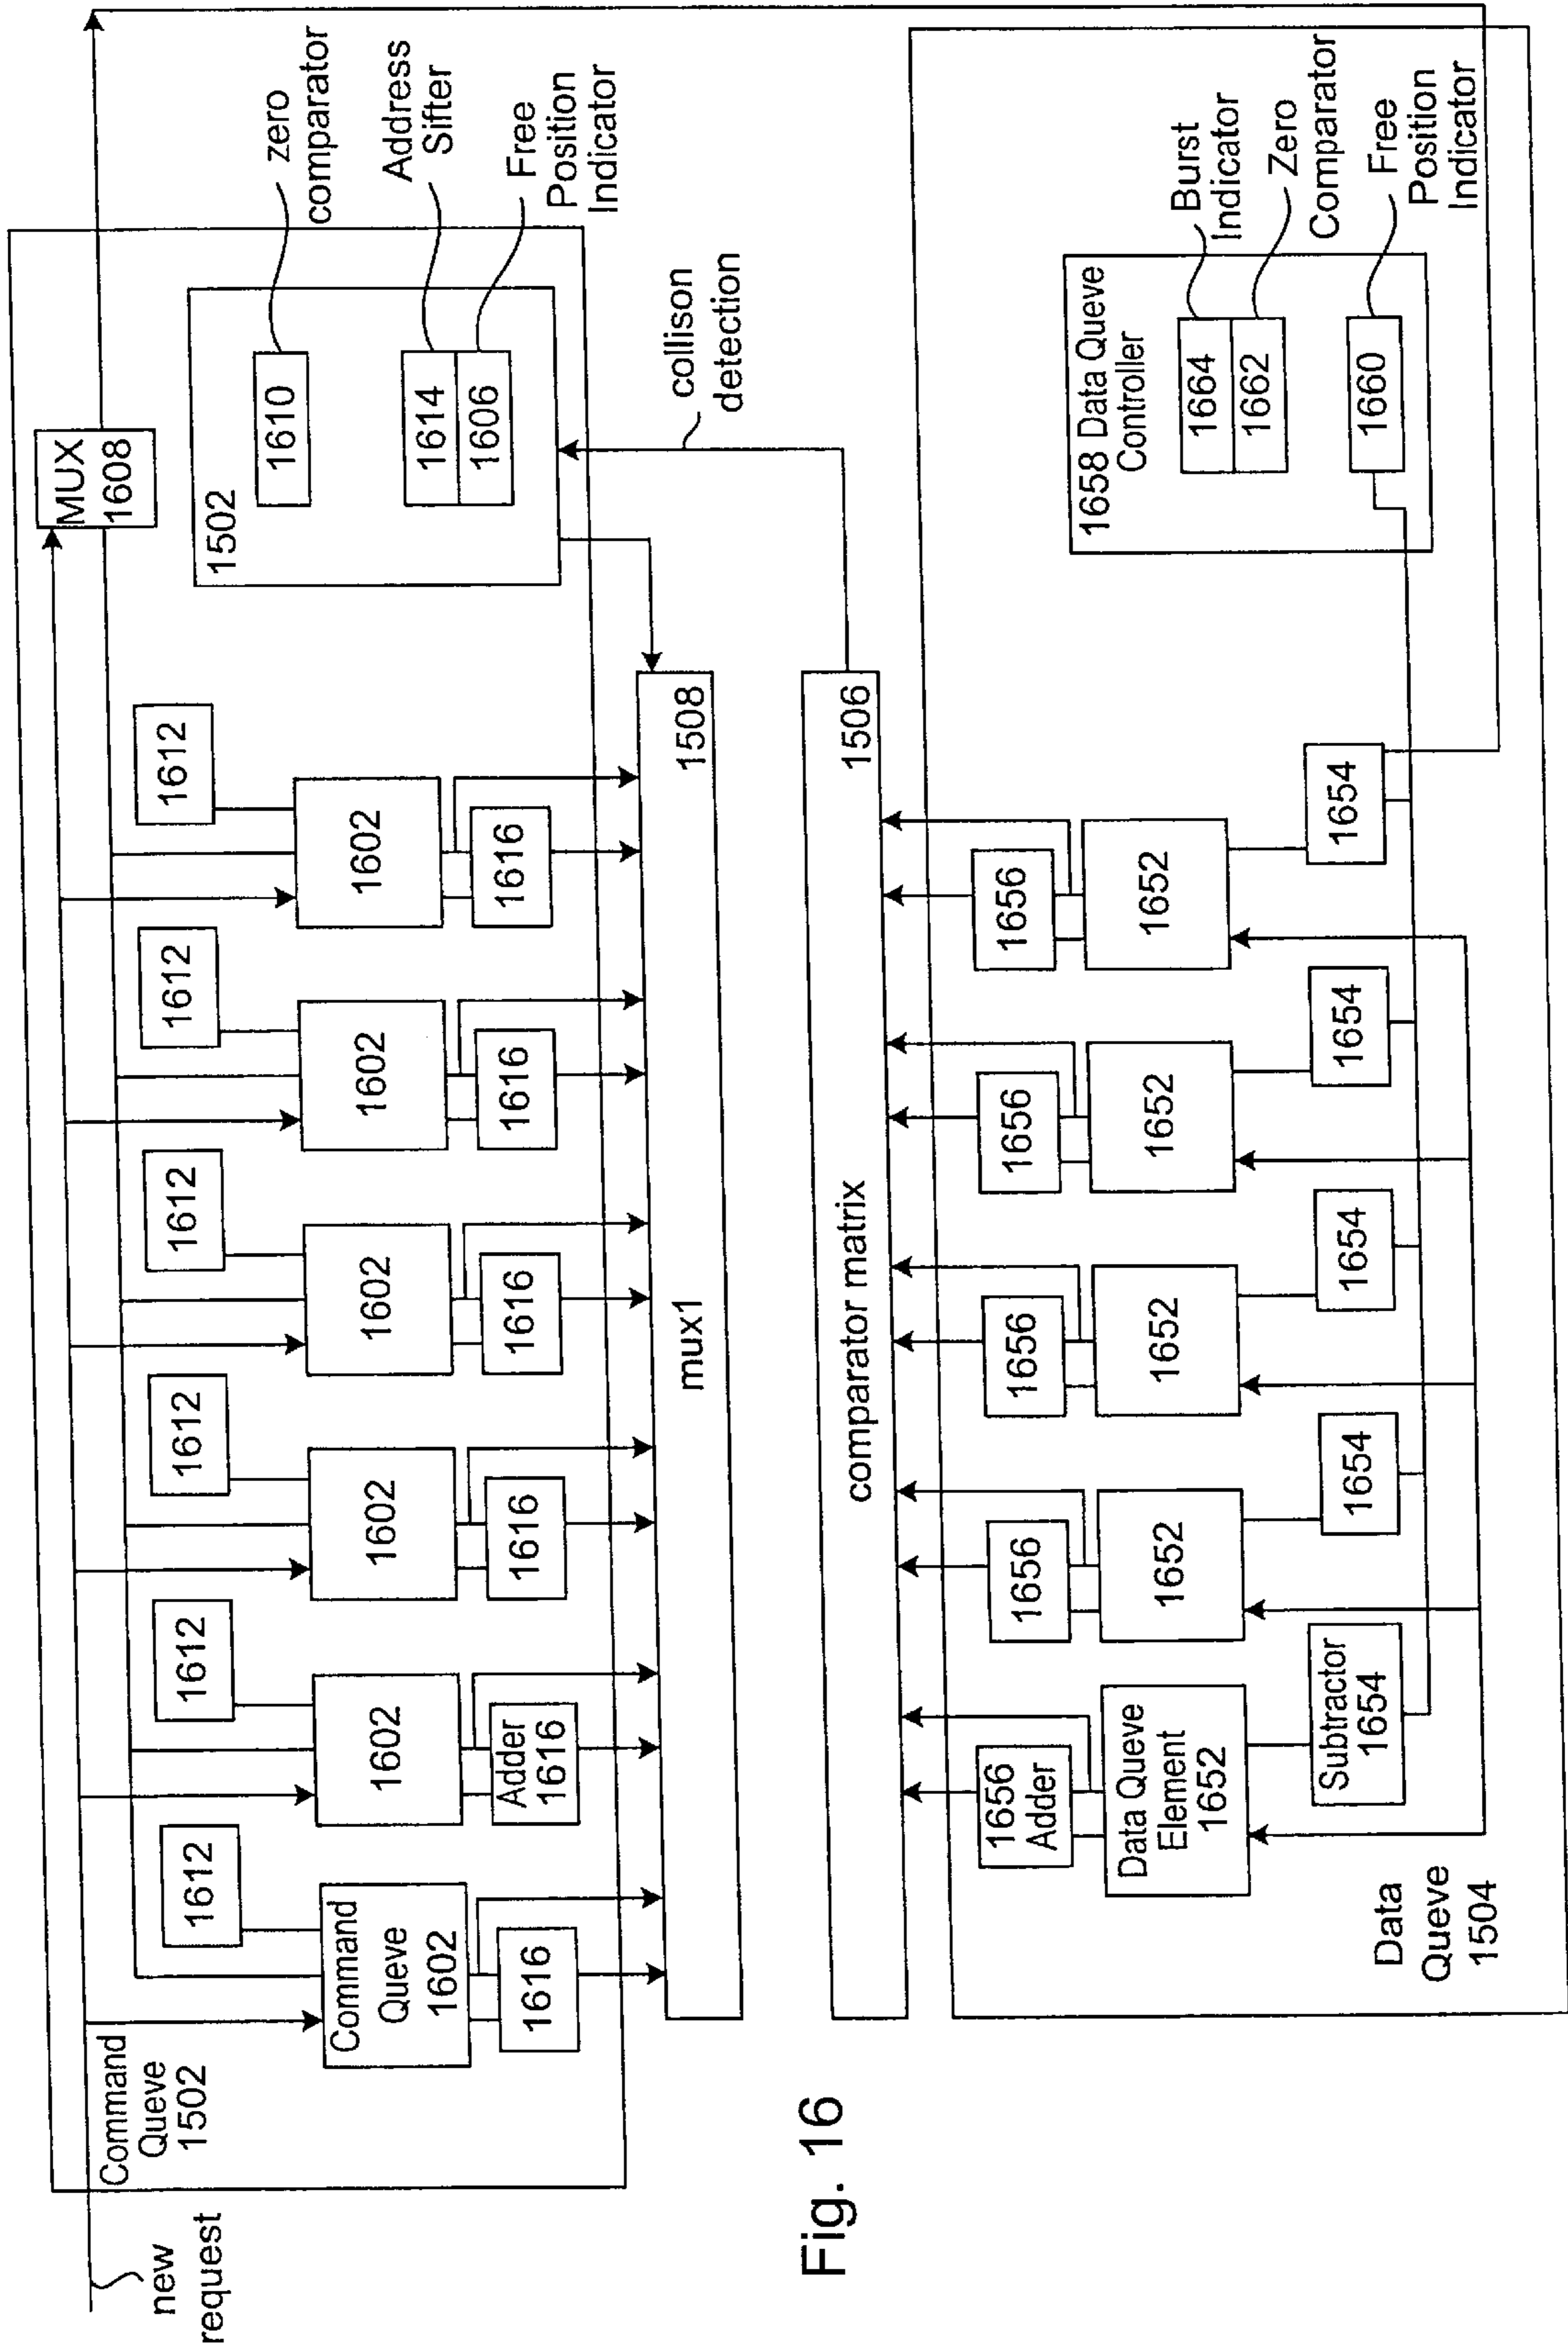 new
request
Command
Queve
1502
MUX
1608
1612
1612
1612
1612
1612
1612
Command
Queve
1602
1602
1602
1602
1602
1602
1616
Adder
1616
1616
1616
1616
1616
1502
1610
1614
1606
zero
comparator
Address
Sifter
Free
Position
Indicator
mux1
1508
collison
detection
comparator matrix
1506
1656
Adder
1656
1656
1656
1656
Data Queve
Element
1652
1652
1652
1652
1652
Subtractor
1654
1654
1654
1654
1654
1658 Data Queve
Controller
1664
1662
1660
Burst
Indicator
Zero
Comparator
Free
Position
Indicator
Data
Queve
1504
Fig. 16